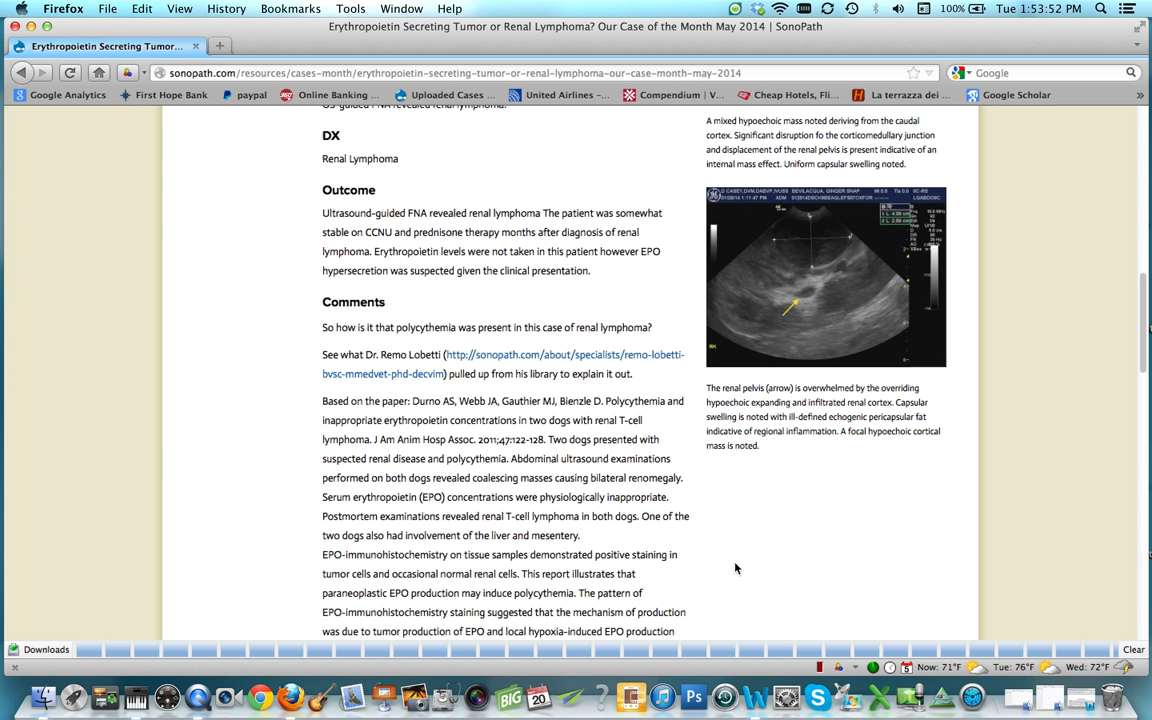 Firefox File Edit View History Bookmarks Tools Window Help 100% Tue 1:53:52 PM
Erythropoietin Secreting Tumor or Renal Lymphoma? Our Case of the Month May 2014 | SonoPath
Erythropoietin Secreting Tumor...
sonopath.com/resources/cases-month/erythropoietin-secreting-tumor-or-renal-lymphoma-our-case-month-may-2014 Google
Google Analytics First Hope Bank paypal Online Banking ... Uploaded Cases ... United Airlines -... Compendium | V... Cheap Hotels, Fli... La terrazza dei ... Google Scholar
US-guided FNA revealed renal lymphoma.
DX
Renal Lymphoma
Outcome
Ultrasound-guided FNA revealed renal lymphoma The patient was somewhat
stable on CCNU and prednisone therapy months after diagnosis of renal
lymphoma. Erythropoietin levels were not taken in this patient however EPO
hypersecretion was suspected given the clinical presentation.
Comments
So how is it that polycythemia was present in this case of renal lymphoma?
See what Dr. Remo Lobetti (http://sonopath.com/about/specialists/remo-lobetti-
bvsc-mmedvet-phd-decvim) pulled up from his library to explain it out.
Based on the paper: Durno AS, Webb JA, Gauthier MJ, Bienzle D. Polycythemia and
inappropriate erythropoietin concentrations in two dogs with renal T-cell
lymphoma. J Am Anim Hosp Assoc. 2011;47:122-128. Two dogs presented with
suspected renal disease and polycythemia. Abdominal ultrasound examinations
performed on both dogs revealed coalescing masses causing bilateral renomegaly.
Serum erythropoietin (EPO) concentrations were physiologically inappropriate.
Postmortem examinations revealed renal T-cell lymphoma in both dogs. One of the
two dogs also had involvement of the liver and mesentery.
EPO-immunohistochemistry on tissue samples demonstrated positive staining in
tumor cells and occasional normal renal cells. This report illustrates that
paraneoplastic EPO production may induce polycythemia. The pattern of
EPO-immunohistochemistry staining suggested that the mechanism of production
was due to tumor production of EPO and local hypoxia-induced EPO production
A mixed hypoechoic mass noted deriving from the caudal
cortex. Significant disruption fo the corticomedullary junction
and displacement of the renal pelvis is present indicative of an
internal mass effect. Uniform capsular swelling noted.
RK
The renal pelvis (arrow) is overwhelmed by the overriding
hypoechoic expanding and infiltrated renal cortex. Capsular
swelling is noted with ill-defined echogenic pericapsular fat
indicative of regional inflammation. A focal hypoechoic cortical
mass is noted.
Downloads Clear
Now: 71°F Tue: 76°F Wed: 72°F
BIG 20 Ps